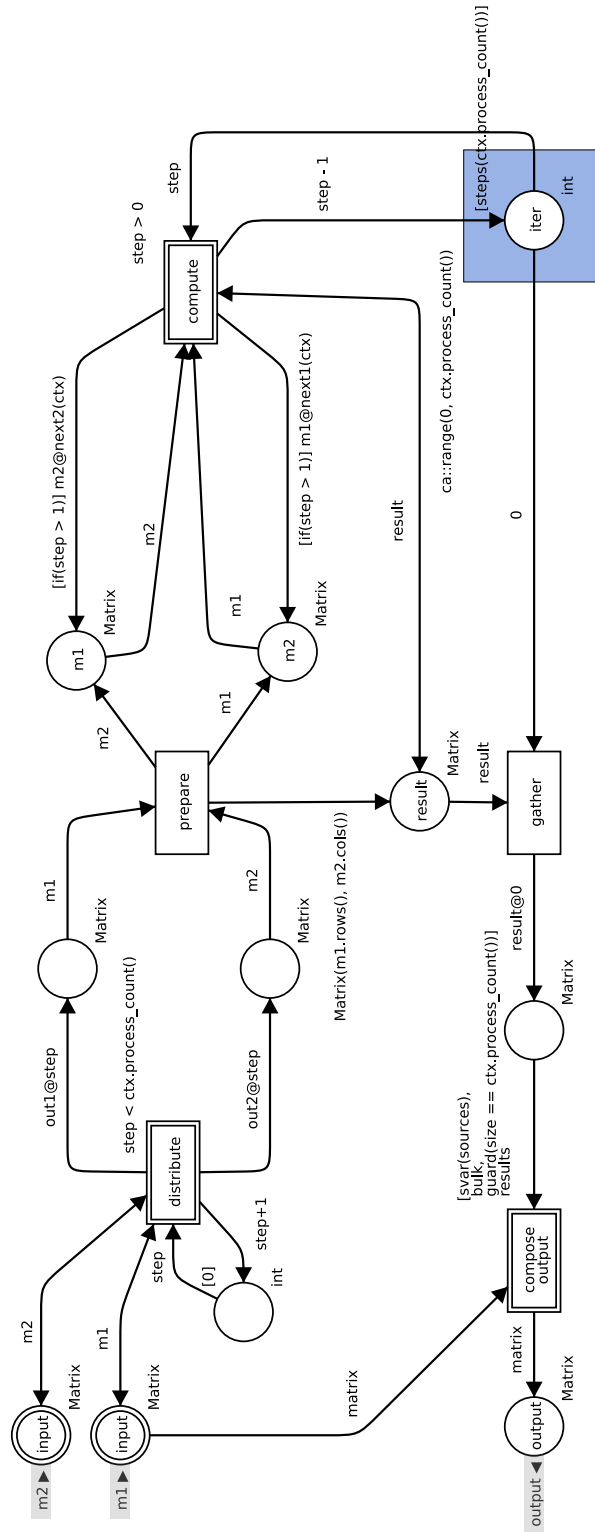 m2 ▶
input
Matrix
m2
m1 ▶
input
Matrix
m1
matrix
distribute
step < ctx.process_count()
step
[0]
int
step+1
out1@step
out2@step
Matrix
m1
Matrix
m2
prepare
m2
m1
Matrix(m1.rows(), m2.cols())
m1
Matrix
m2
Matrix
[if(step > 1)] m2@next2(ctx)
m2
m1
[if(step > 1)] m1@next1(ctx)
compute
step > 0
step
step - 1
result
Matrix
result
result
ca::range(0, ctx.process_count())
[steps(ctx.process_count())]
iter
int
0
gather
result@0
Matrix
[svar(sources),
bulk,
guard(size == ctx.process_count())]
results
compose
output
matrix
output
Matrix
output ◀